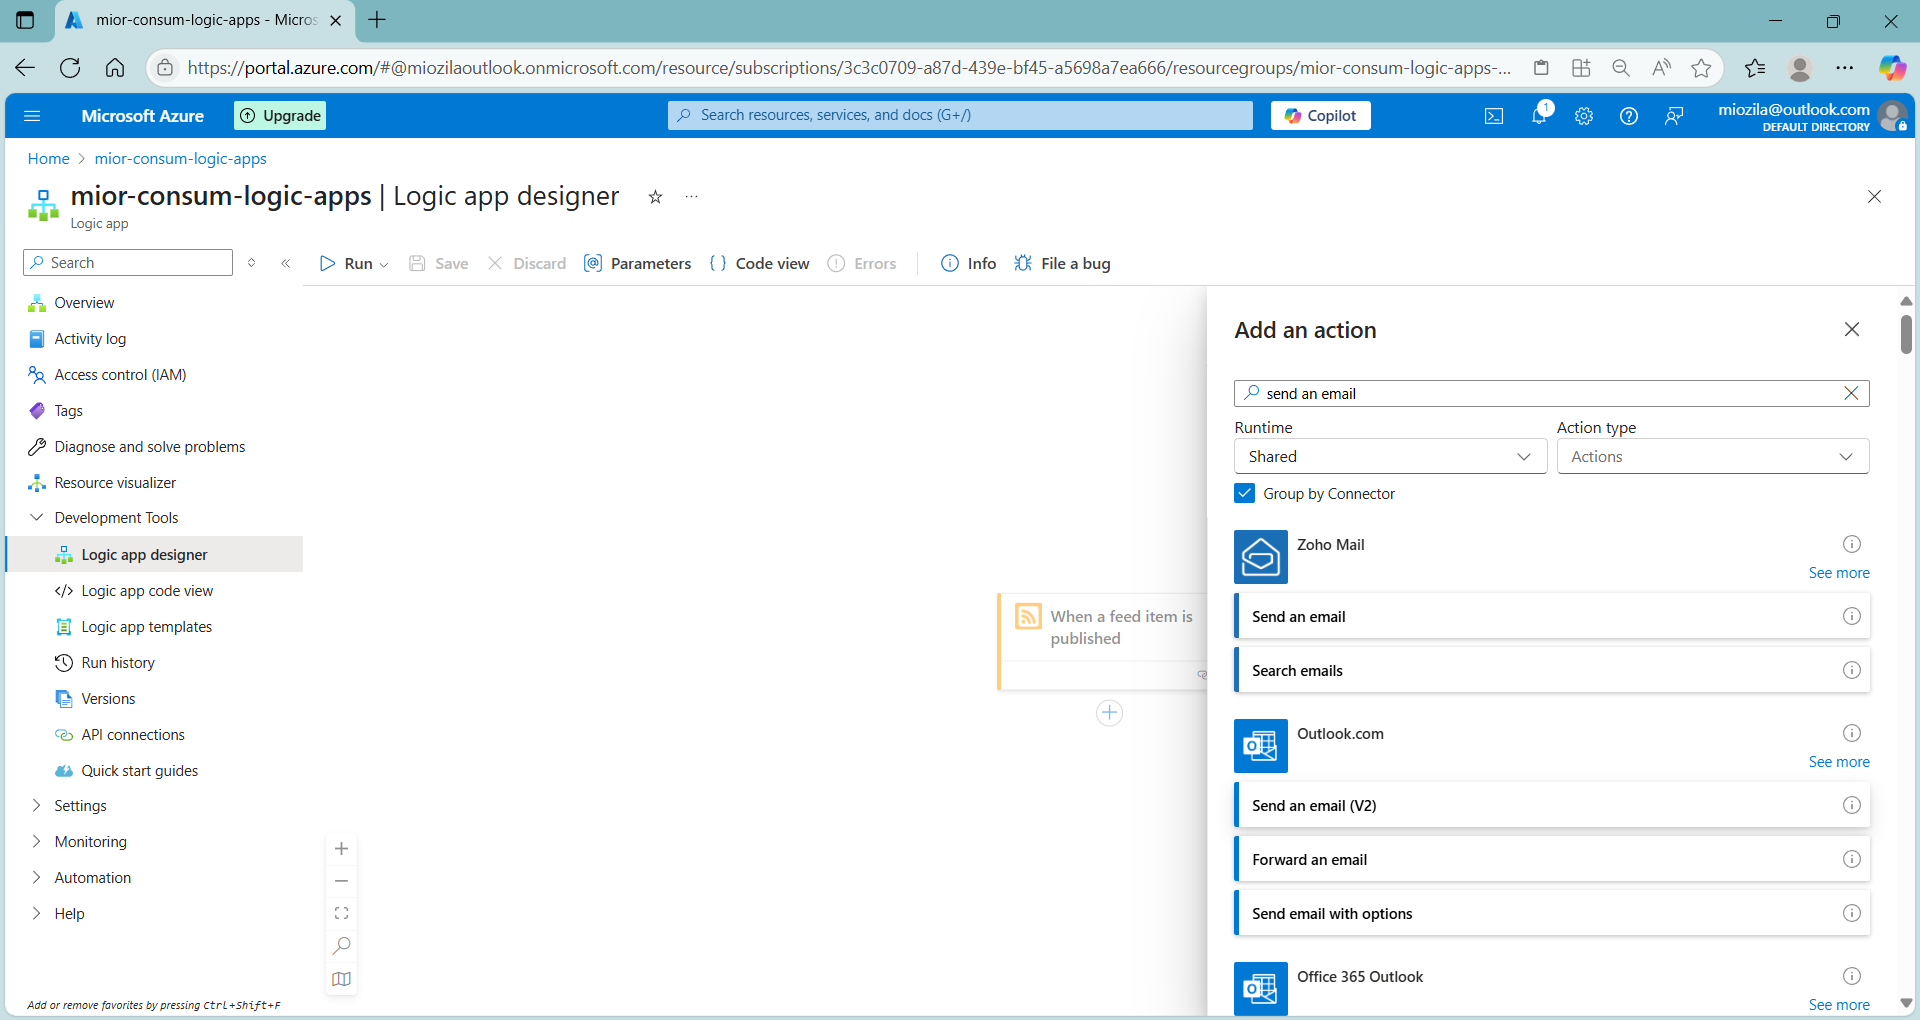 mior-consum-logic-apps - Micros
https://portal.azure.com/#@miozilaoutlook.onmicrosoft.com/resource/subscriptions/3c3c0709-a87d-439e-bf45-a5698a7ea666/resourcegroups/mior-consum-logic-apps-...
Microsoft Azure
Upgrade
Search resources, services, and docs (G+/)
Copilot
1
miozila@outlook.com
DEFAULT DIRECTORY
Home > mior-consum-logic-apps
mior-consum-logic-apps | Logic app designer
Logic app
Search
Run
Save
Discard
Parameters
Code view
Errors
Info
File a bug
Overview
Activity log
Access control (IAM)
Tags
Diagnose and solve problems
Resource visualizer
Development Tools
Logic app designer
Logic app code view
Logic app templates
Run history
Versions
API connections
Quick start guides
Settings
Monitoring
Automation
Help
Add or remove favorites by pressing Ctrl+Shift+F
When a feed item is
published
Add an action
send an email
Runtime
Action type
Shared
Actions
Group by Connector
Zoho Mail
See more
Send an email
Search emails
Outlook.com
See more
Send an email (V2)
Forward an email
Send email with options
Office 365 Outlook
See more